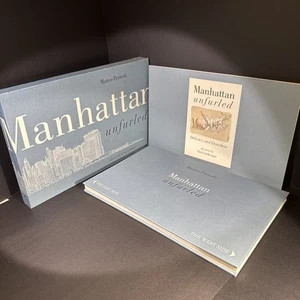 Matteo Pericoli
Manhattan
unfurled
Manhattan
unfurled
Matteo Pericoli
Manhattan
unfurled
THE WEST SIDE